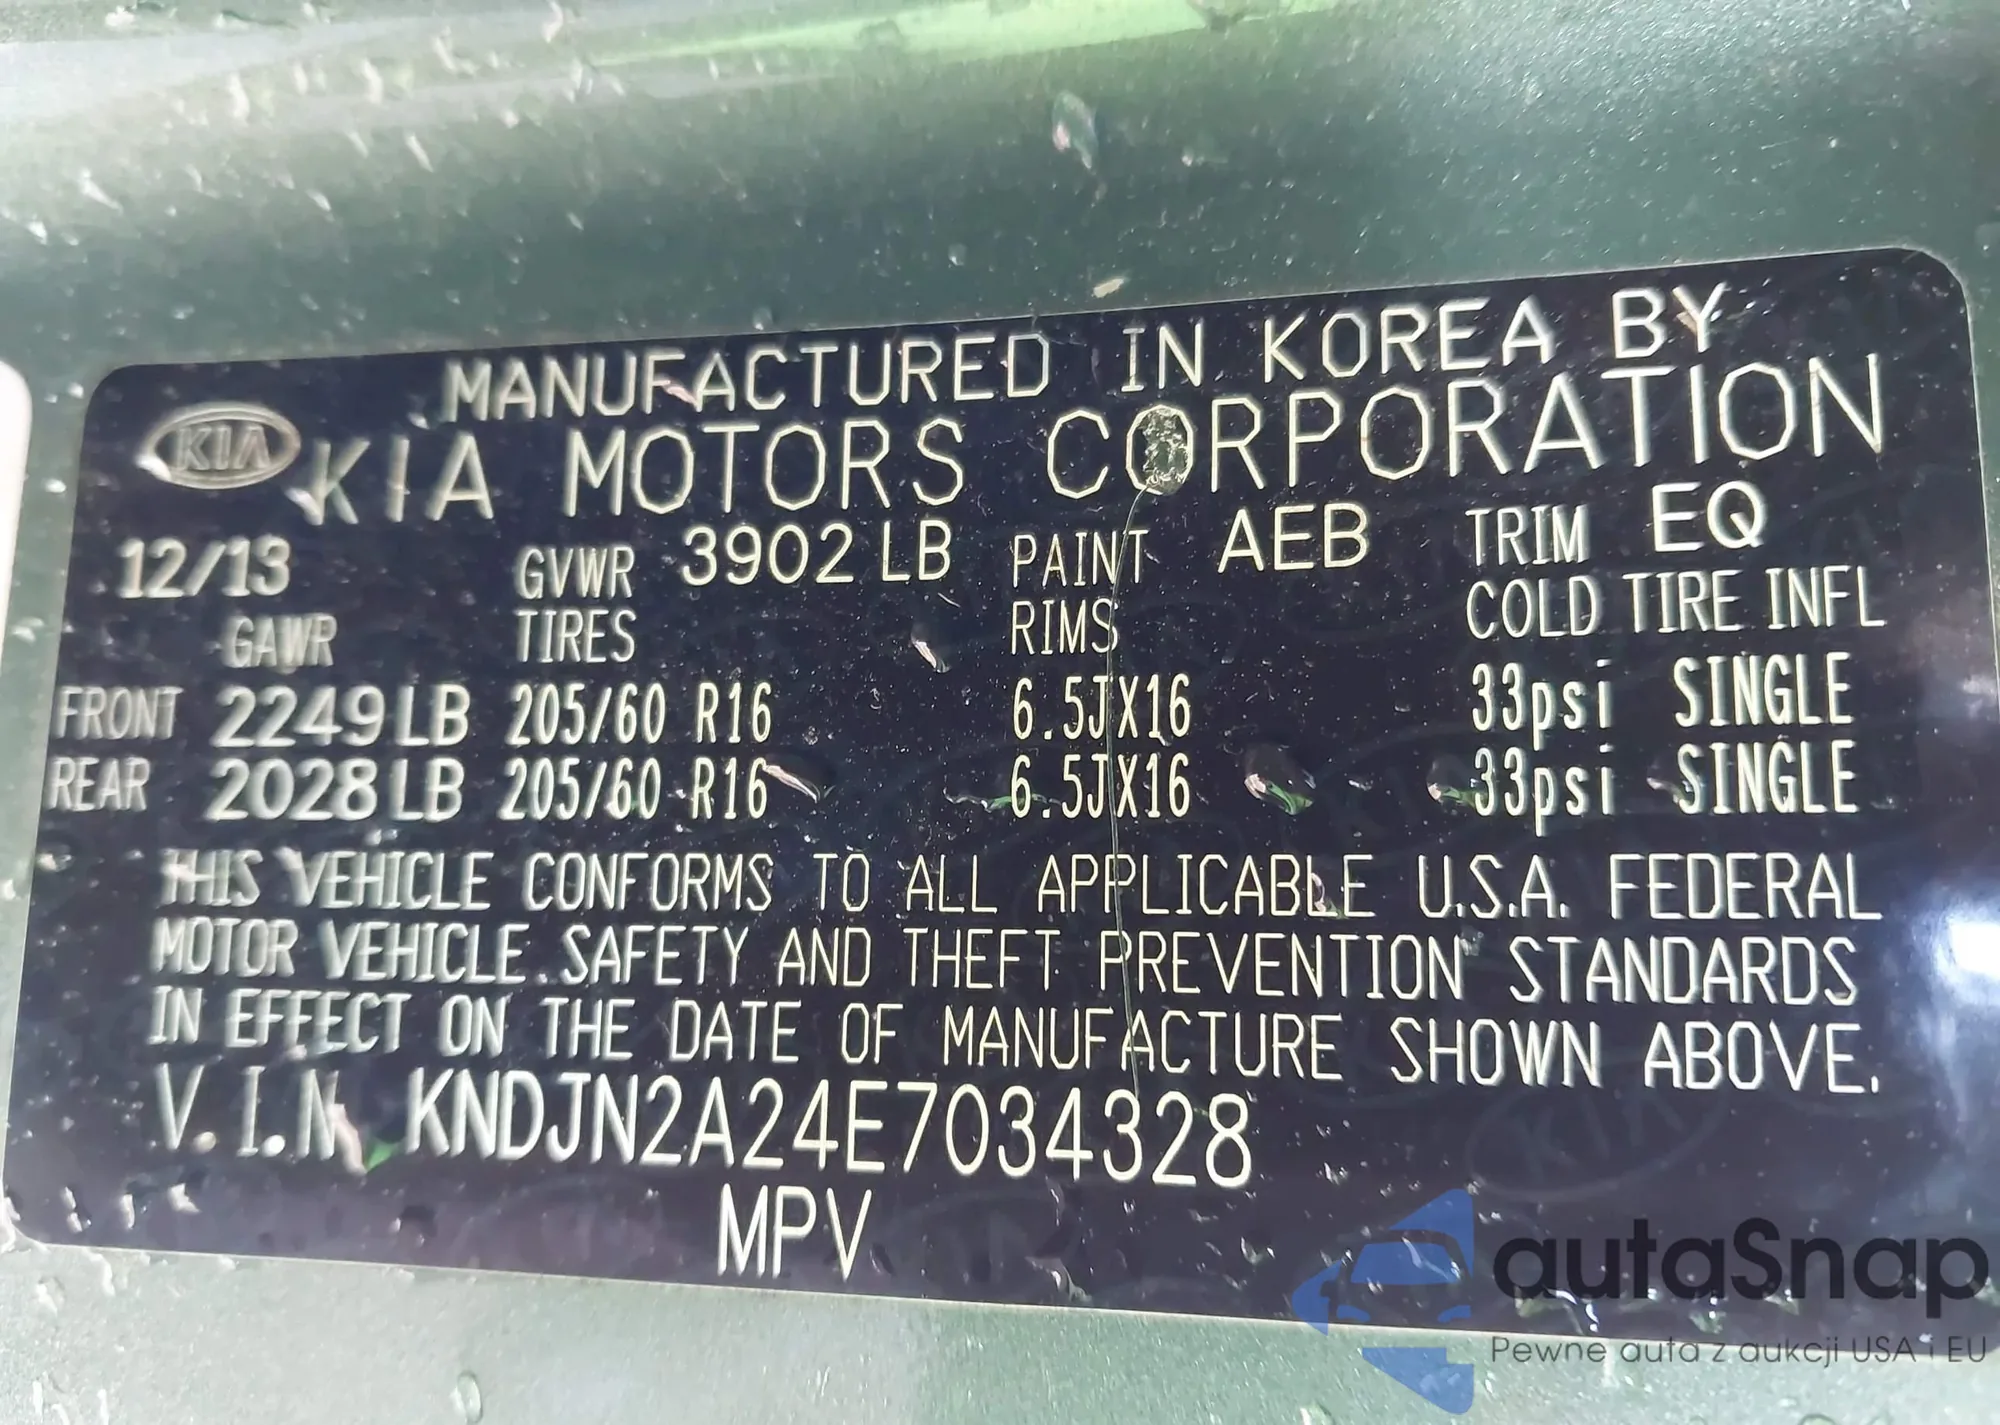 MANUFACTURED IN KOREA BY
KIA KIA MOTORS CORPORATION
12/13 GVWR 3902 LB PAINT AEB TRIM EQ
GAWR TIRES RIMS COLD TIRE INFL
FRONT 2249 LB 205/60 R16 6.5JX16 33psi SINGLE
REAR 2028 LB 205/60 R16 6.5JX16 33psi SINGLE
THIS VEHICLE CONFORMS TO ALL APPLICABLE U.S.A. FEDERAL
MOTOR VEHICLE SAFETY AND THEFT PREVENTION STANDARDS
IN EFFECT ON THE DATE OF MANUFACTURE SHOWN ABOVE.
V.I.N KNDJN2A24E7034328
MPV
autaSnap
Pewne auta z aukcji USA i EU